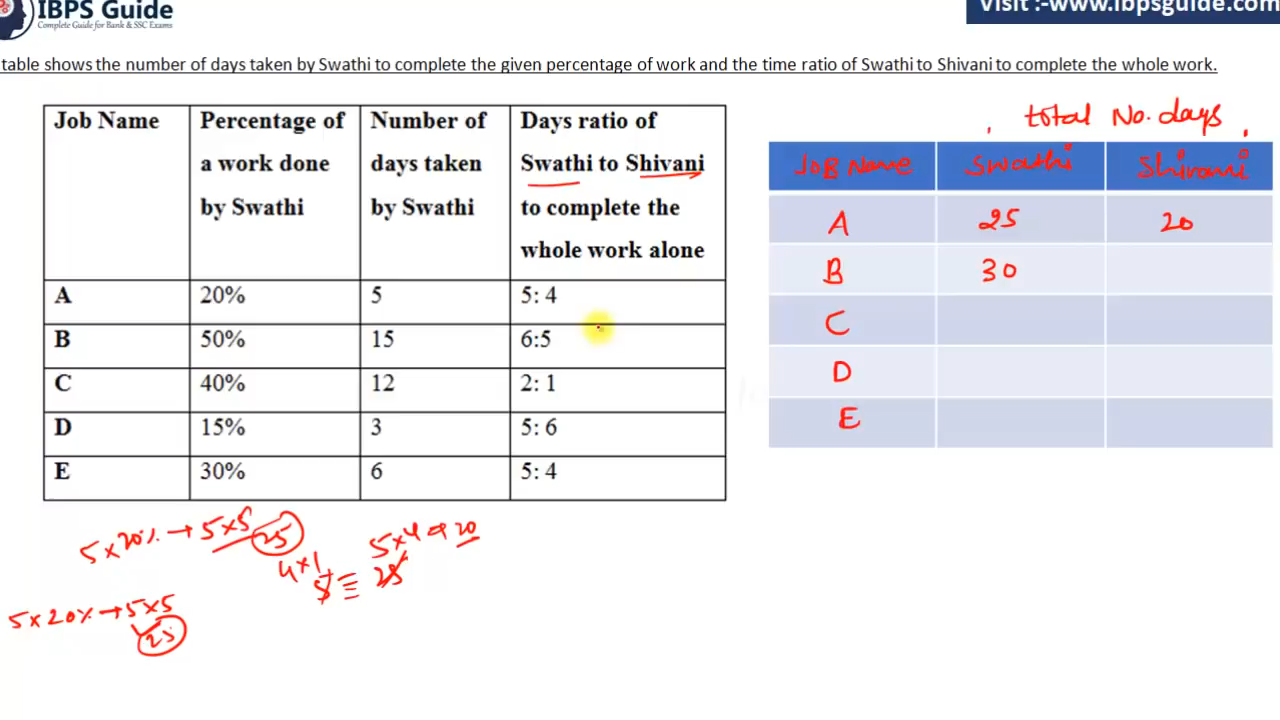 IBPS Guide
Complete Guide for Bank & SSC Exams
Visit :-www.ibpsguide.com
table shows the number of days taken by Swathi to complete the given percentage of work and the time ratio of Swathi to Shivani to complete the whole work.
Job Name Percentage of a work done by Swathi Number of days taken by Swathi Days ratio of Swathi to Shivani to complete the whole work alone
A 20% 5 5: 4
B 50% 15 6:5
C 40% 12 2: 1
D 15% 3 5: 6
E 30% 6 5: 4
total No. days
JOB Name Swathi Shivani
A 25 20
B 30
C
D
E
5 x 20% → 5 x 5
25
4 x 1
5 ≡ 25
5 x 4 → 20
5 x 20% → 5 x 5
25